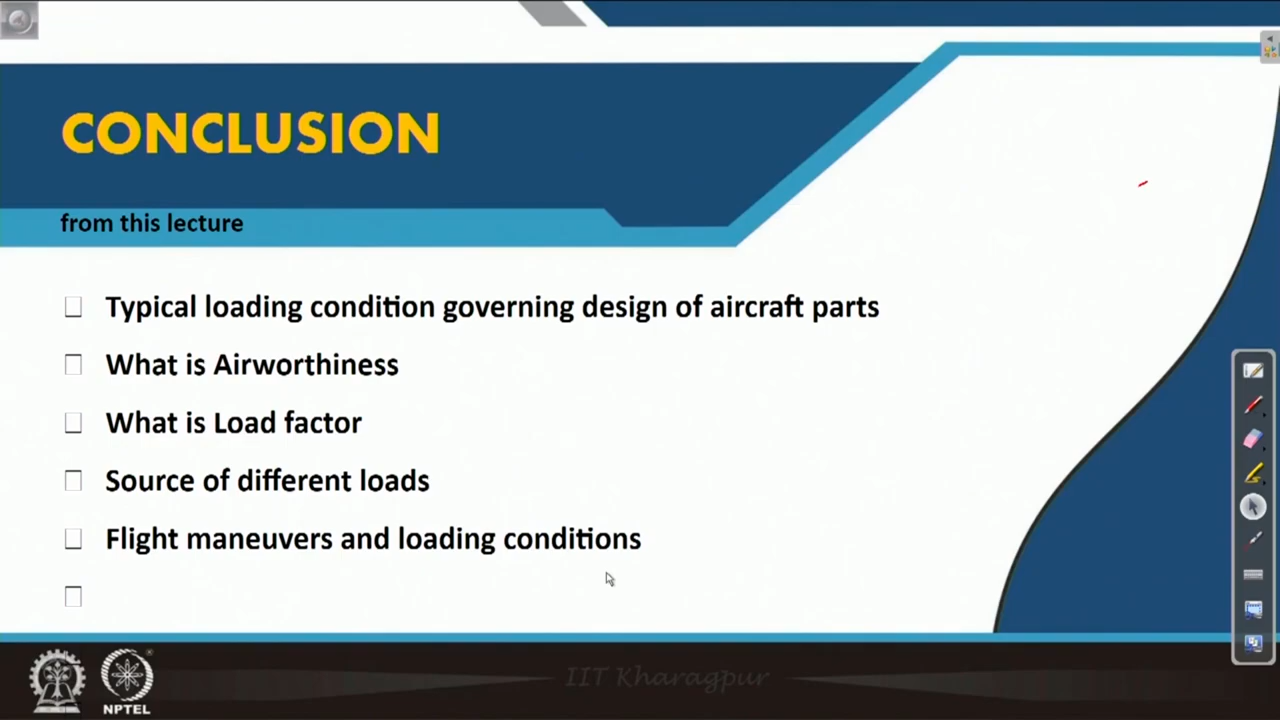 CONCLUSION
from this lecture
Typical loading condition governing design of aircraft parts
What is Airworthiness
What is Load factor
Source of different loads
Flight maneuvers and loading conditions
IIT Kharagpur
NPTEL